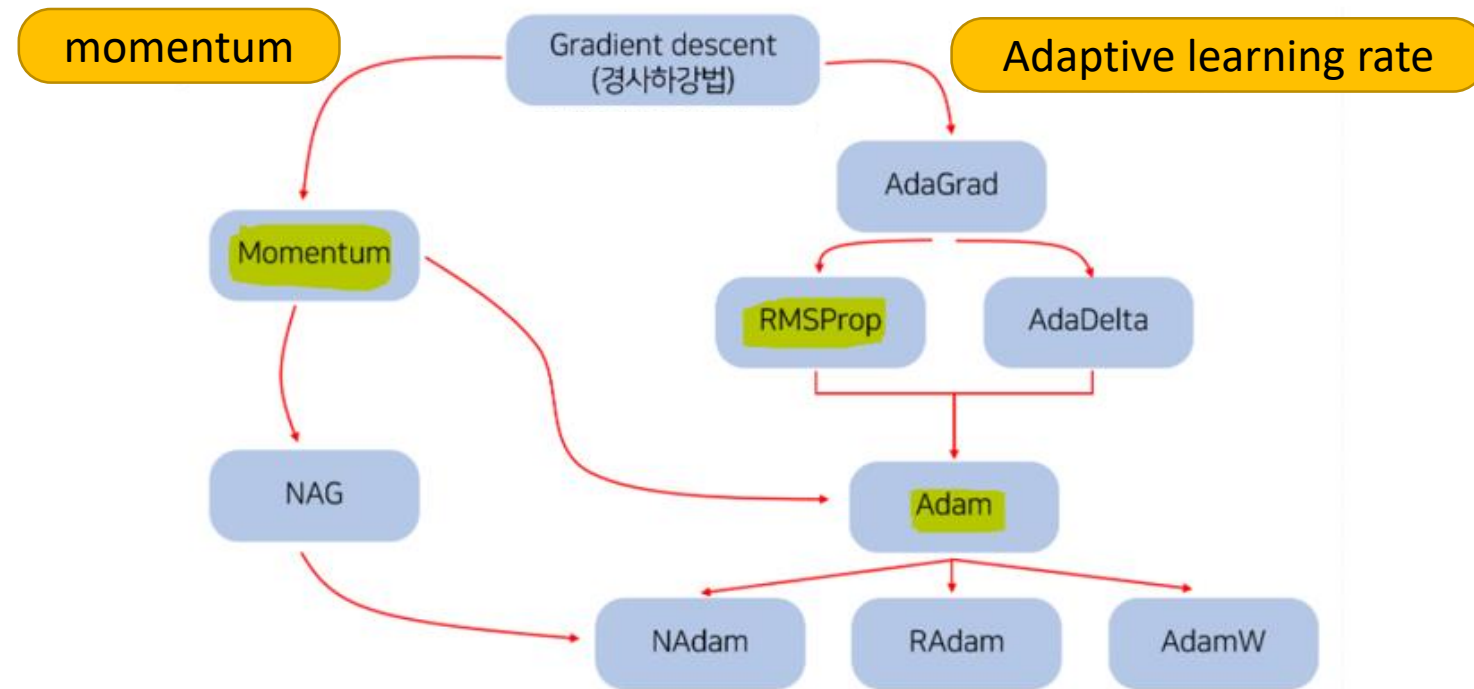 momentum
Gradient descent
(경사하강법)
Adaptive learning rate
AdaGrad
Momentum
RMSProp
AdaDelta
NAG
Adam
NAdam
RAdam
AdamW